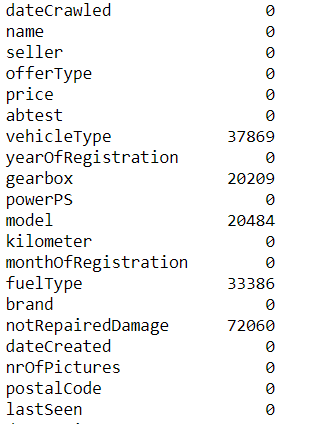 dateCrawled 0
name 0
seller 0
offerType 0
price 0
abtest 0
vehicleType 37869
yearOfRegistration 0
gearbox 20209
powerPS 0
model 20484
kilometer 0
monthOfRegistration 0
fuelType 33386
brand 0
notRepairedDamage 72060
dateCreated 0
nrOfPictures 0
postalCode 0
lastSeen 0